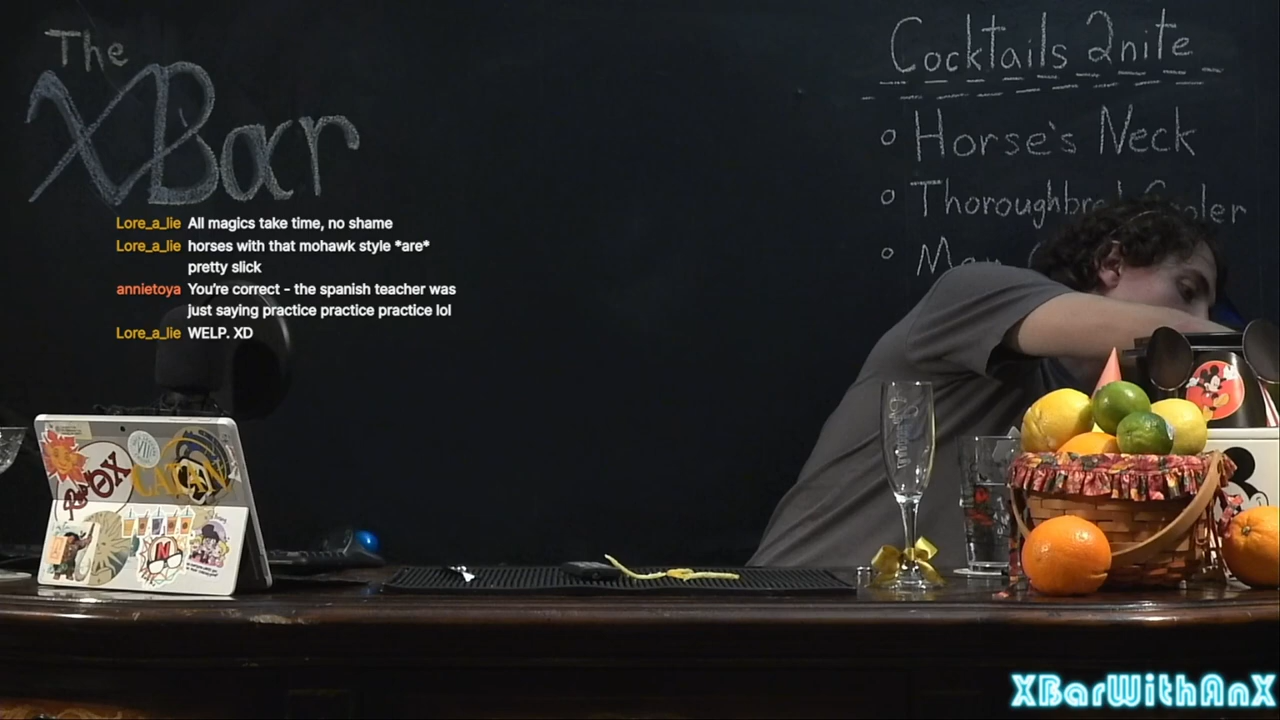 The
XBar
Cocktails 2nite
Horse's Neck
Thoroughbred Cooler
Lore_a_lie All magics take time, no shame
Lore_a_lie horses with that mohawk style *are*
pretty slick
annietoya You're correct - the spanish teacher was
just saying practice practice practice lol
Lore_a_lie WELP. XD
OX
CATAN
N
XBarWithAnX